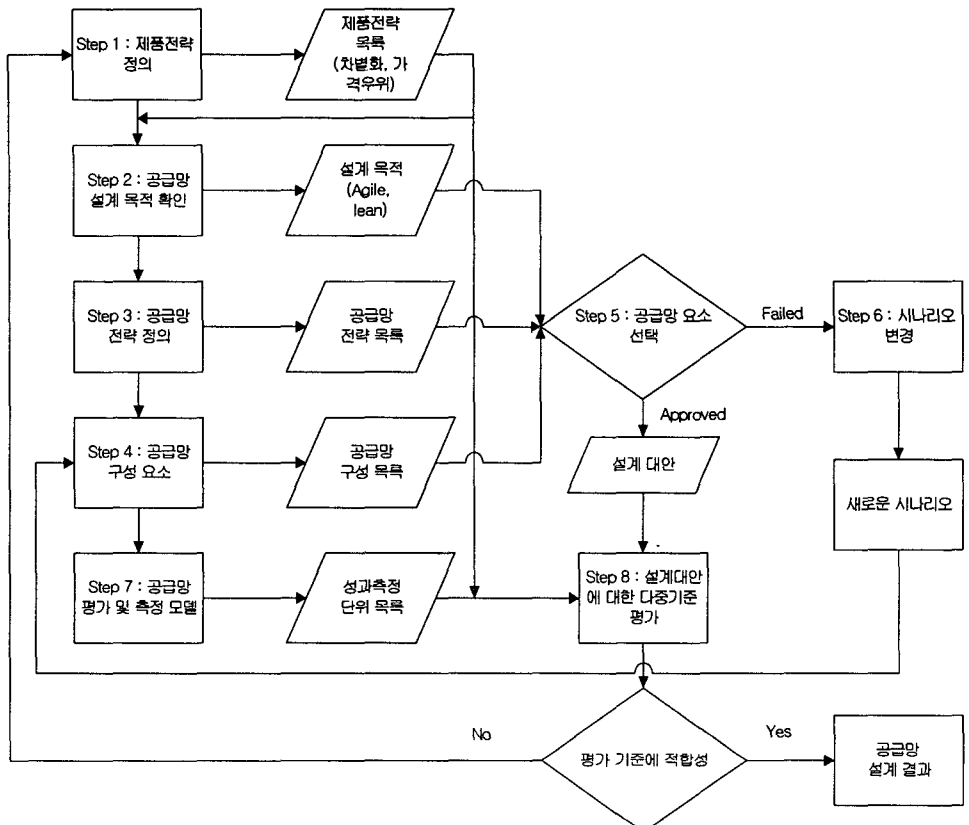 Step 1 : 제품전략
정의
제품전략
목록
(차별화, 가
격우위)
Step 2 : 공급망
설계 목적 확인
설계 목적
(Agile,
lean)
Step 3 : 공급망
전략 정의
공급망
전략 목록
Step 5 : 공급망 요소
선택
Failed
Step 6 : 시나리오
변경
Approved
Step 4 : 공급망
구성 요소
공급망
구성 목록
설계 대안
새로운 시나리오
Step 7 : 공급망
평가 및 측정 모델
성과측정
단위 목록
Step 8 : 설계대안
에 대한 다중기준
평가
No
평가 기준에 적합성
Yes
공급망
설계 결과